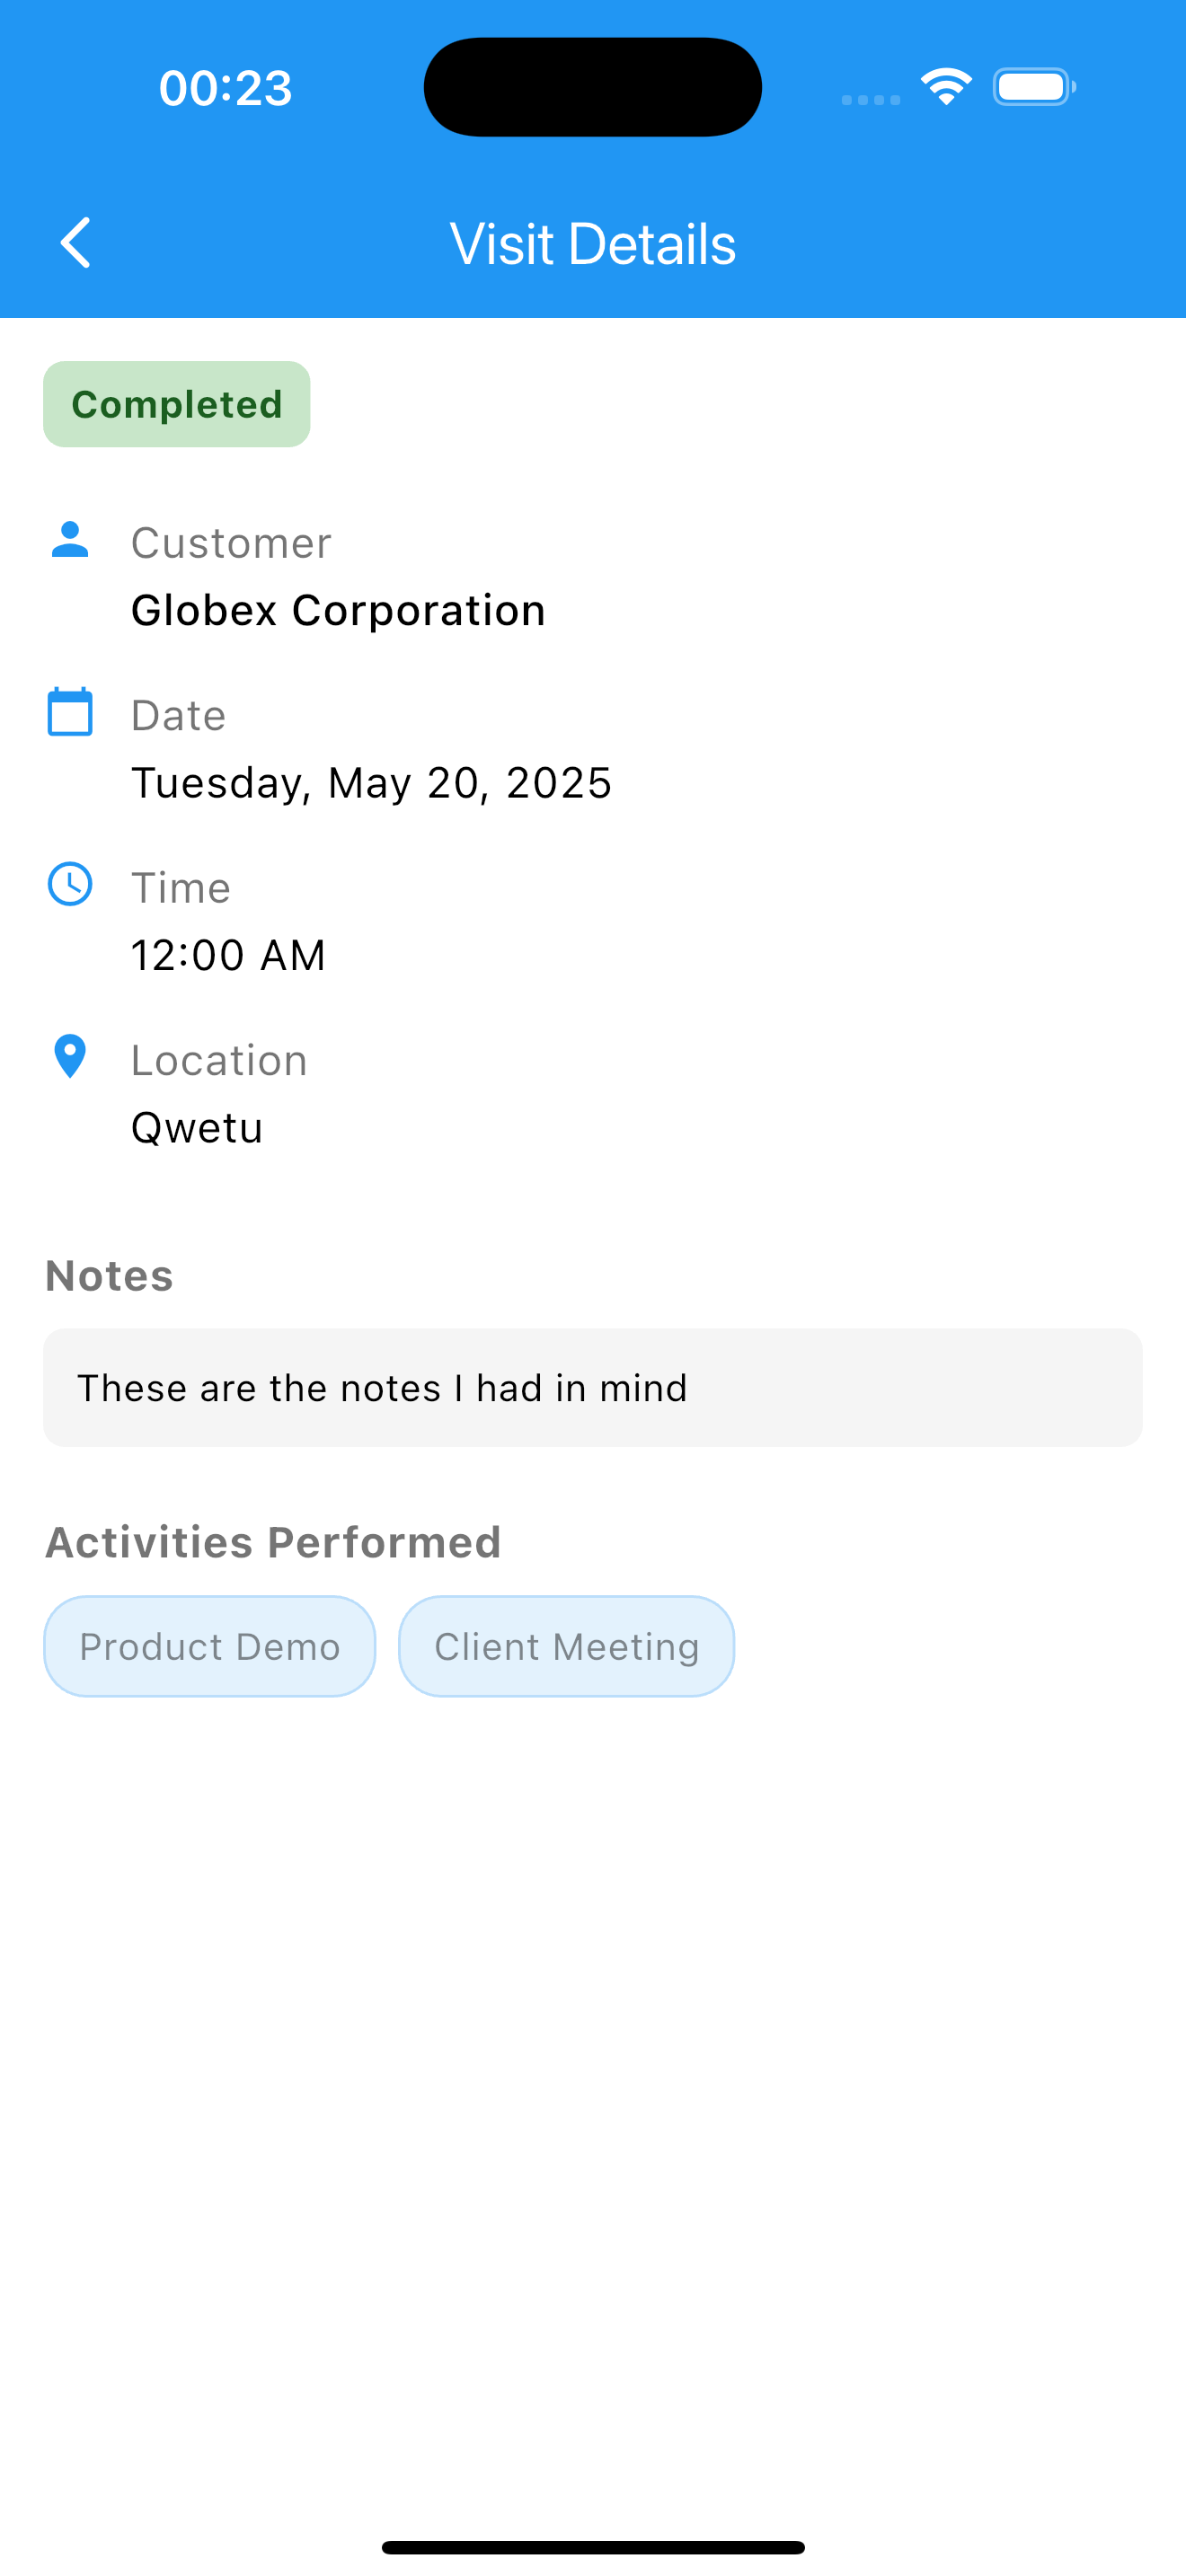 00:23
Visit Details
Completed
Customer
Globex Corporation
Date
Tuesday, May 20, 2025
Time
12:00 AM
Location
Qwetu
Notes
These are the notes I had in mind
Activities Performed
Product Demo
Client Meeting